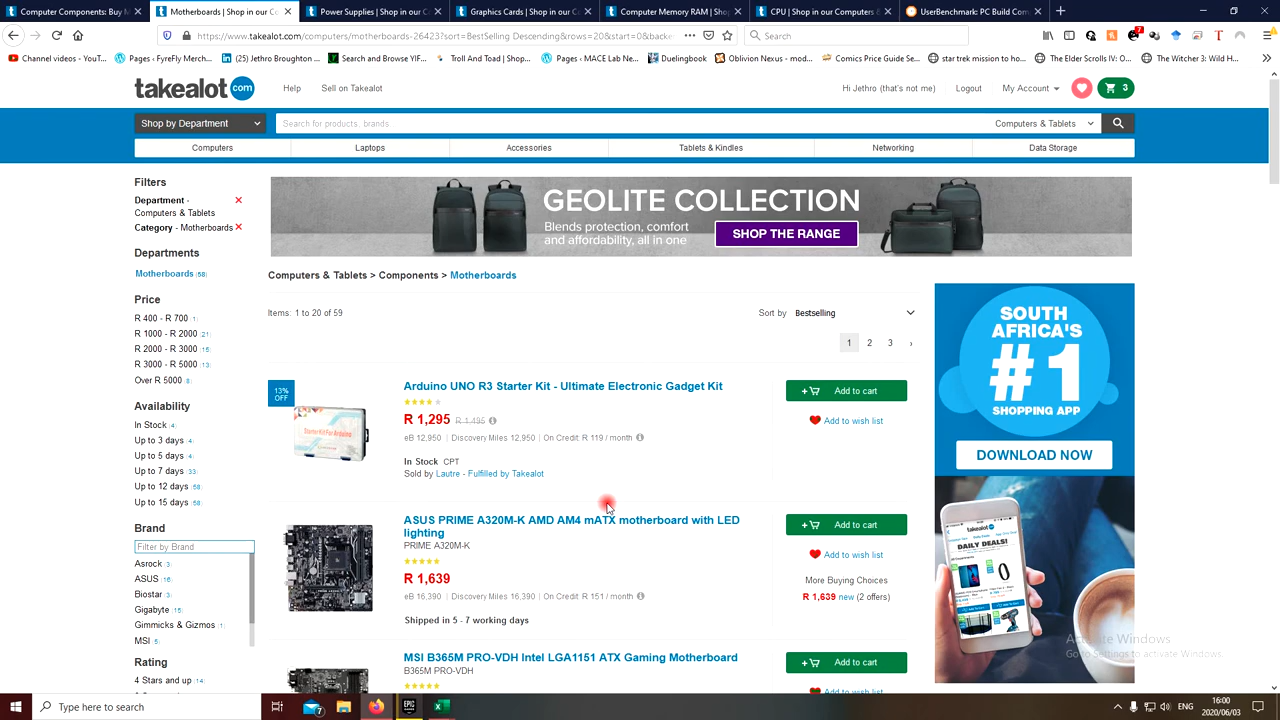 Computer Components: Buy M
Motherboards | Shop in our Co
Power Supplies | Shop in our C
Graphics Cards | Shop in our C
Computer Memory RAM | Shop
CPU | Shop in our Computers &
UserBenchmark: PC Build Com
https://www.takealot.com/computers/motherboards-26423?sort=BestSelling Descending&rows=20&start=0&backe
Search
Channel videos - YouT...
Pages ‹ FyreFly Merch...
(25) Jethro Broughton ...
Search and Browse YIF...
Troll And Toad | Shop...
Pages ‹ MACE Lab Ne...
Duelingbook
Oblivion Nexus - mod...
Comics Price Guide Se...
star trek mission to ho...
The Elder Scrolls IV: O...
The Witcher 3: Wild H...
takealot.com
Help
Sell on Takealot
Hi Jethro (that's not me)
Logout
My Account
3
Shop by Department
Search for products, brands
Computers & Tablets
Computers
Laptops
Accessories
Tablets & Kindles
Networking
Data Storage
Filters
Department -
Computers & Tablets
Category - Motherboards
Departments
Motherboards (58)
Price
R 400 - R 700 (1)
R 1000 - R 2000 (21)
R 2000 - R 3000 (16)
R 3000 - R 5000 (13)
Over R 5000 (8)
Availability
In Stock (4)
Up to 3 days (4)
Up to 5 days (4)
Up to 7 days (33)
Up to 12 days (58)
Up to 15 days (58)
Brand
Filter by Brand
Asrock (3)
ASUS (16)
Biostar (3)
Gigabyte (15)
Gimmicks & Gizmos (1)
MSI (5)
Rating
4 Stars and up (14)
GEOLITE COLLECTION
Blends protection, comfort
and affordability, all in one
SHOP THE RANGE
Computers & Tablets > Components > Motherboards
Items: 1 to 20 of 59
Sort by Bestselling
1 2 3 ›
13%
OFF
Arduino UNO R3 Starter Kit - Ultimate Electronic Gadget Kit
R 1,295 R 1,495
eB 12,950 | Discovery Miles 12,950 | On Credit: R 119 / month
In Stock CPT
Sold by Lautre - Fulfilled by Takealot
Add to cart
Add to wish list
ASUS PRIME A320M-K AMD AM4 mATX motherboard with LED
lighting
PRIME A320M-K
R 1,639
eB 16,390 | Discovery Miles 16,390 | On Credit: R 151 / month
Shipped in 5 - 7 working days
Add to cart
Add to wish list
More Buying Choices
R 1,639 new (2 offers)
MSI B365M PRO-VDH Intel LGA1151 ATX Gaming Motherboard
B365M PRO-VDH
Add to cart
Add to wish list
SOUTH
AFRICA'S
#1
SHOPPING APP
DOWNLOAD NOW
takealot
DAILY DEALS!
Activate Windows
Go to Settings to activate Windows.
Type here to search
7
EPIC
ENG
16:00
2020/06/03